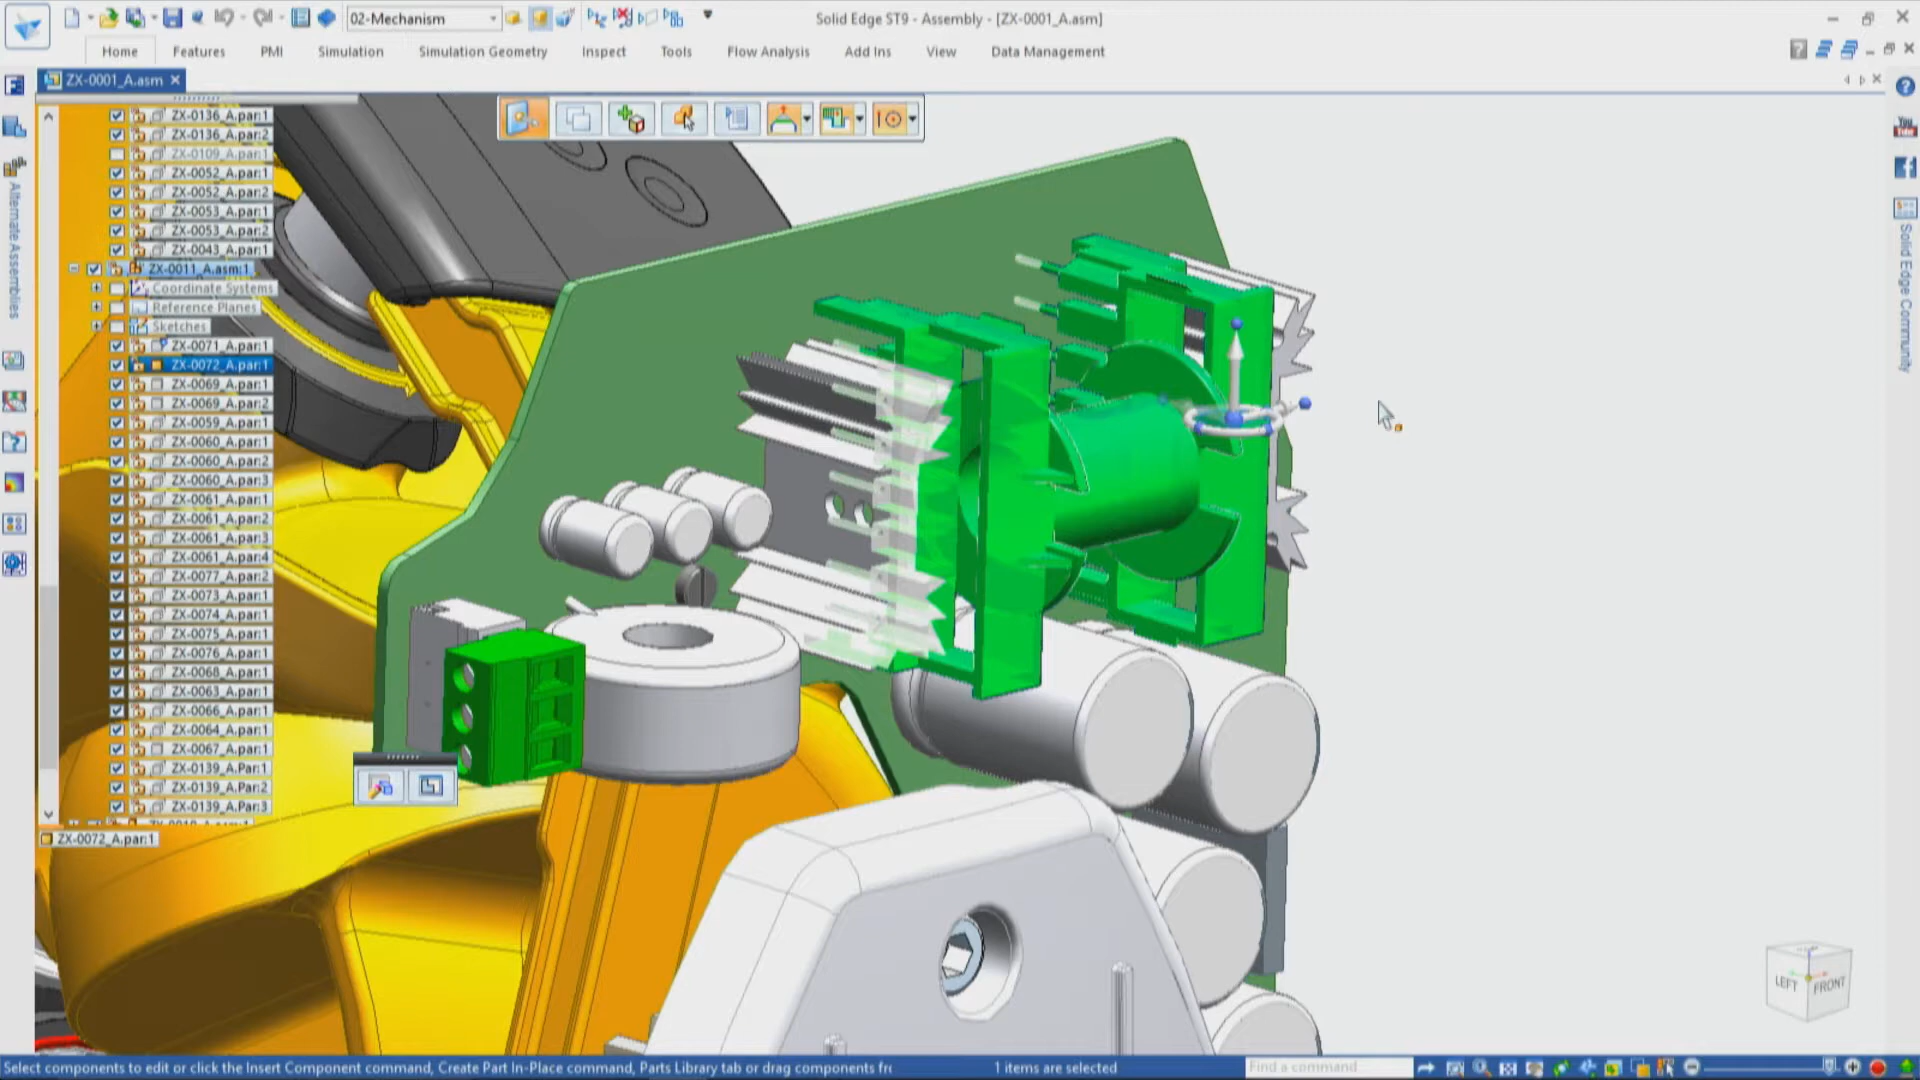 02-Mechanism
Solid Edge ST9 - Assembly - [ZX-0001_A.asm]
Home Features PMI Simulation Simulation Geometry Inspect Tools Flow Analysis Add Ins View Data Management
ZX-0001_A.asm
ZX-0136_A.par:1
ZX-0136_A.par:2
ZX-0109_A.par:1
ZX-0052_A.par:1
ZX-0052_A.par:2
ZX-0053_A.par:1
ZX-0053_A.par:2
ZX-0043_A.par:1
ZX-0011_A.asm:1
Coordinate Systems
Reference Planes
Sketches
ZX-0071_A.par:1
ZX-0072_A.par:1
ZX-0069_A.par:1
ZX-0069_A.par:2
ZX-0059_A.par:1
ZX-0060_A.par:1
ZX-0060_A.par:2
ZX-0060_A.par:3
ZX-0061_A.par:1
ZX-0061_A.par:2
ZX-0061_A.par:3
ZX-0061_A.par:4
ZX-0077_A.par:2
ZX-0073_A.par:1
ZX-0074_A.par:1
ZX-0075_A.par:1
ZX-0076_A.par:1
ZX-0068_A.par:1
ZX-0063_A.par:1
ZX-0066_A.par:1
ZX-0064_A.par:1
ZX-0067_A.par:1
ZX-0139_A.Par:1
ZX-0139_A.Par:2
ZX-0139_A.Par:3
ZX-0072_A.par:1
Alternate Assemblies
You
Tube
Solid Edge Community
LEFT FRONT
Select components to edit or click the Insert Component command, Create Part In-Place command, Parts Library tab or drag components fr
1 items are selected
Find a command